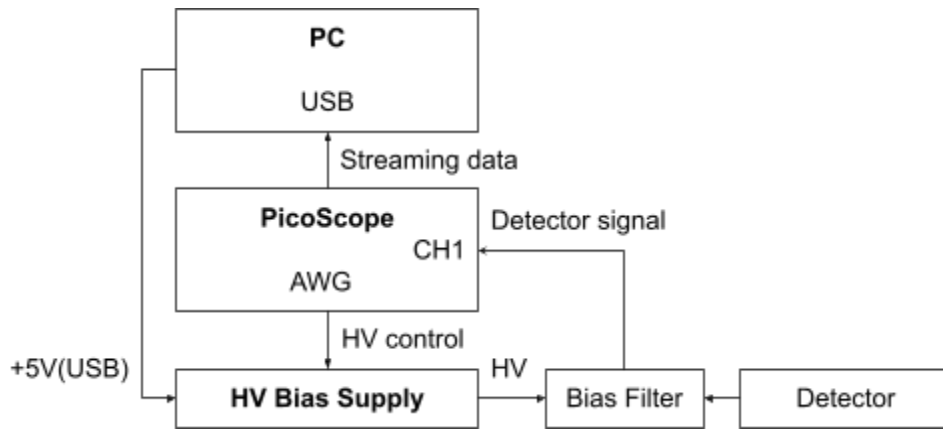 PC
USB
Streaming data
PicoScope
Detector signal
CH1
AWG
HV control
+5V(USB)
HV
HV Bias Supply
Bias Filter
Detector